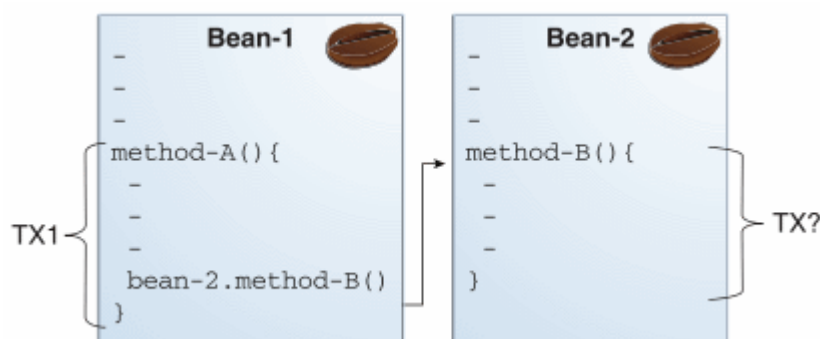 Bean-1
-
-
-
method-A(){
-
-
-
bean-2.method-B()
}
TX1
Bean-2
-
-
-
method-B(){
-
-
-
}
TX?